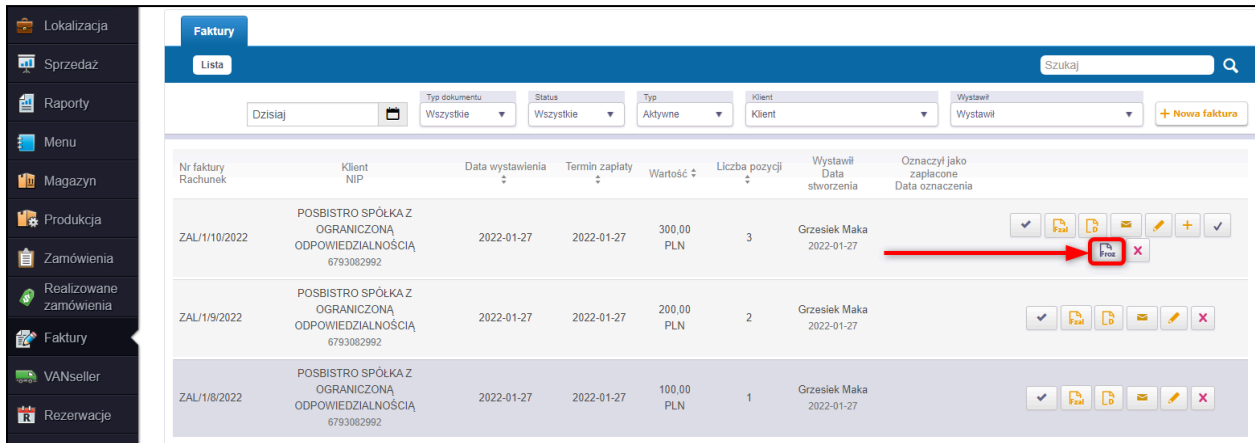 Lokalizacja
Sprzedaż
Raporty
Menu
Magazyn
Produkcja
Zamówienia
Realizowane
zamówienia
Faktury
VANseller
Rezerwacje
Faktury
Lista
Szukaj
Dzisiaj
Typ dokumentu
Wszystkie
Status
Wszystkie
Typ
Aktywne
Klient
Klient
Wystawił
Wystawił
+ Nowa faktura
Nr faktury
Rachunek
Klient
NIP
Data wystawienia
Termin zapłaty
Wartość
Liczba pozycji
Wystawił
Data
stworzenia
Oznaczył jako
zapłacone
Data oznaczenia
ZAL/1/10/2022
POSBISTRO SPÓŁKA Z
OGRANICZONĄ
ODPOWIEDZIALNOŚCIĄ
6793082992
2022-01-27
2022-01-27
300,00
PLN
3
Grzesiek Maka
2022-01-27
Fzal
D
Froz
ZAL/1/9/2022
POSBISTRO SPÓŁKA Z
OGRANICZONĄ
ODPOWIEDZIALNOŚCIĄ
6793082992
2022-01-27
2022-01-27
200,00
PLN
2
Grzesiek Maka
2022-01-27
Fzal
D
ZAL/1/8/2022
POSBISTRO SPÓŁKA Z
OGRANICZONĄ
ODPOWIEDZIALNOŚCIĄ
6793082992
2022-01-27
2022-01-27
100,00
PLN
1
Grzesiek Maka
2022-01-27
Fzal
D